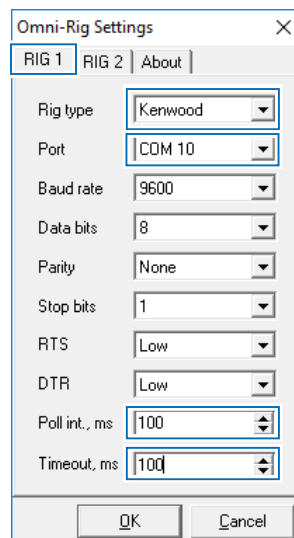 Omni-Rig Settings
RIG 1 RIG 2 About
Rig type Kenwood
Port COM 10
Baud rate 9600
Data bits 8
Parity None
Stop bits 1
RTS Low
DTR Low
Poll int., ms 100
Timeout, ms 100
OK Cancel